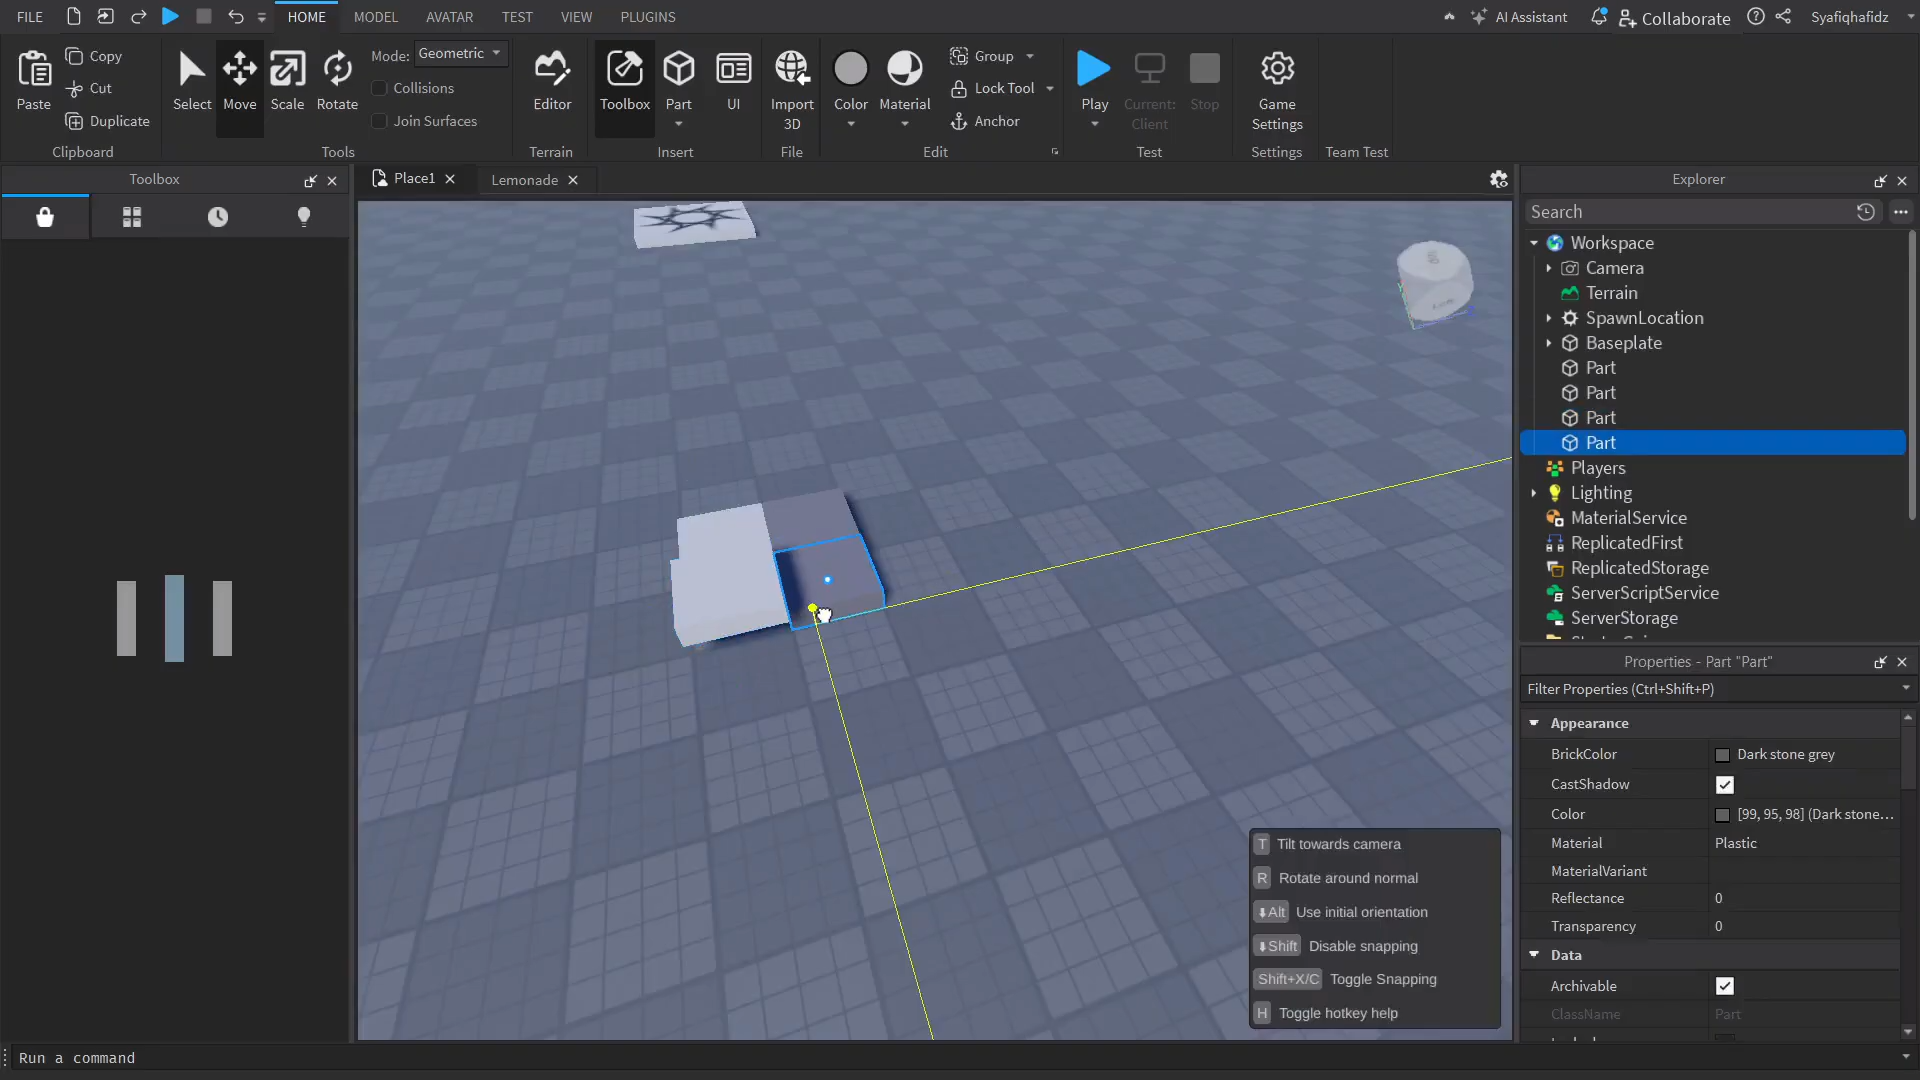 FILE HOME MODEL AVATAR TEST VIEW PLUGINS AI Assistant Collaborate Syafiqhafidz
Paste Copy Cut Duplicate
Clipboard
Select Move Scale Rotate Mode: Geometric Collisions Join Surfaces
Tools
Editor
Terrain
Toolbox Part UI
Insert
Import 3D
File
Color Material Group Lock Tool Anchor
Edit
Play Current: Client Stop
Test
Game Settings
Settings
Team Test
Toolbox
Place1 Lemonade
T Tilt towards camera
R Rotate around normal
Alt Use initial orientation
Shift Disable snapping
Shift+X/C Toggle Snapping
H Toggle hotkey help
Explorer
Search
Workspace
Camera
Terrain
SpawnLocation
Baseplate
Part
Part
Part
Part
Players
Lighting
MaterialService
ReplicatedFirst
ReplicatedStorage
ServerScriptService
ServerStorage
Properties - Part "Part"
Filter Properties (Ctrl+Shift+P)
Appearance
BrickColor Dark stone grey
CastShadow
Color [99, 95, 98] (Dark stone...
Material Plastic
MaterialVariant
Reflectance 0
Transparency 0
Data
Archivable
ClassName Part
Run a command